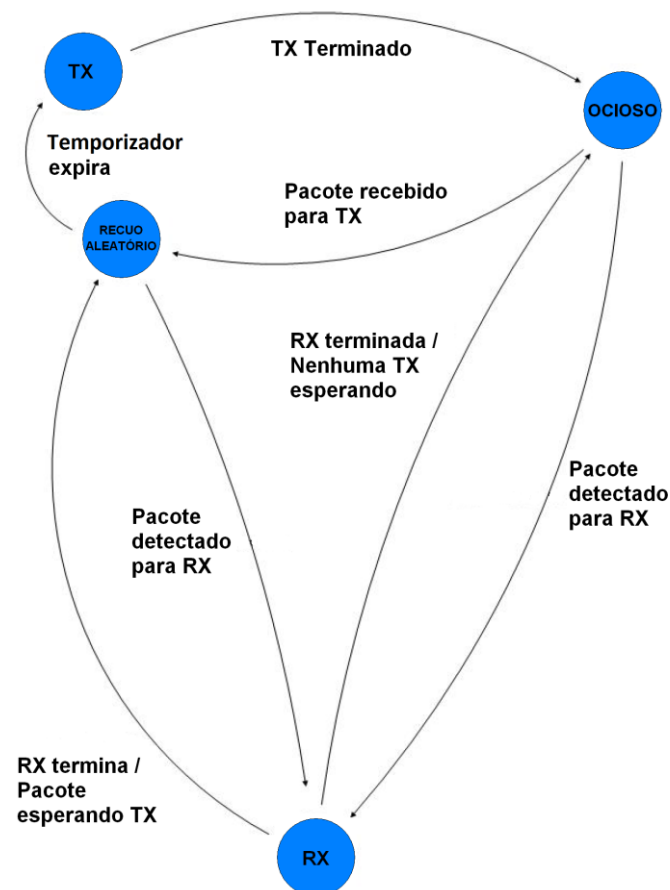 TX Terminado
TX
OCIOSO
Temporizador
expira
Pacote recebido
para TX
RECUO
ALEATÓRIO
RX terminada /
Nenhuma TX
esperando
Pacote
detectado
para RX
Pacote
detectado
para RX
RX termina /
Pacote
esperando TX
RX